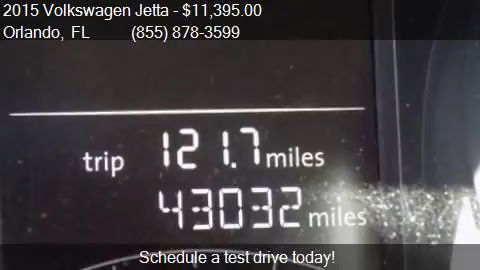 2015 Volkswagen Jetta - $11,395.00
Orlando, FL (855) 878-3599
trip 121.7 miles
43032 miles
Schedule a test drive today!